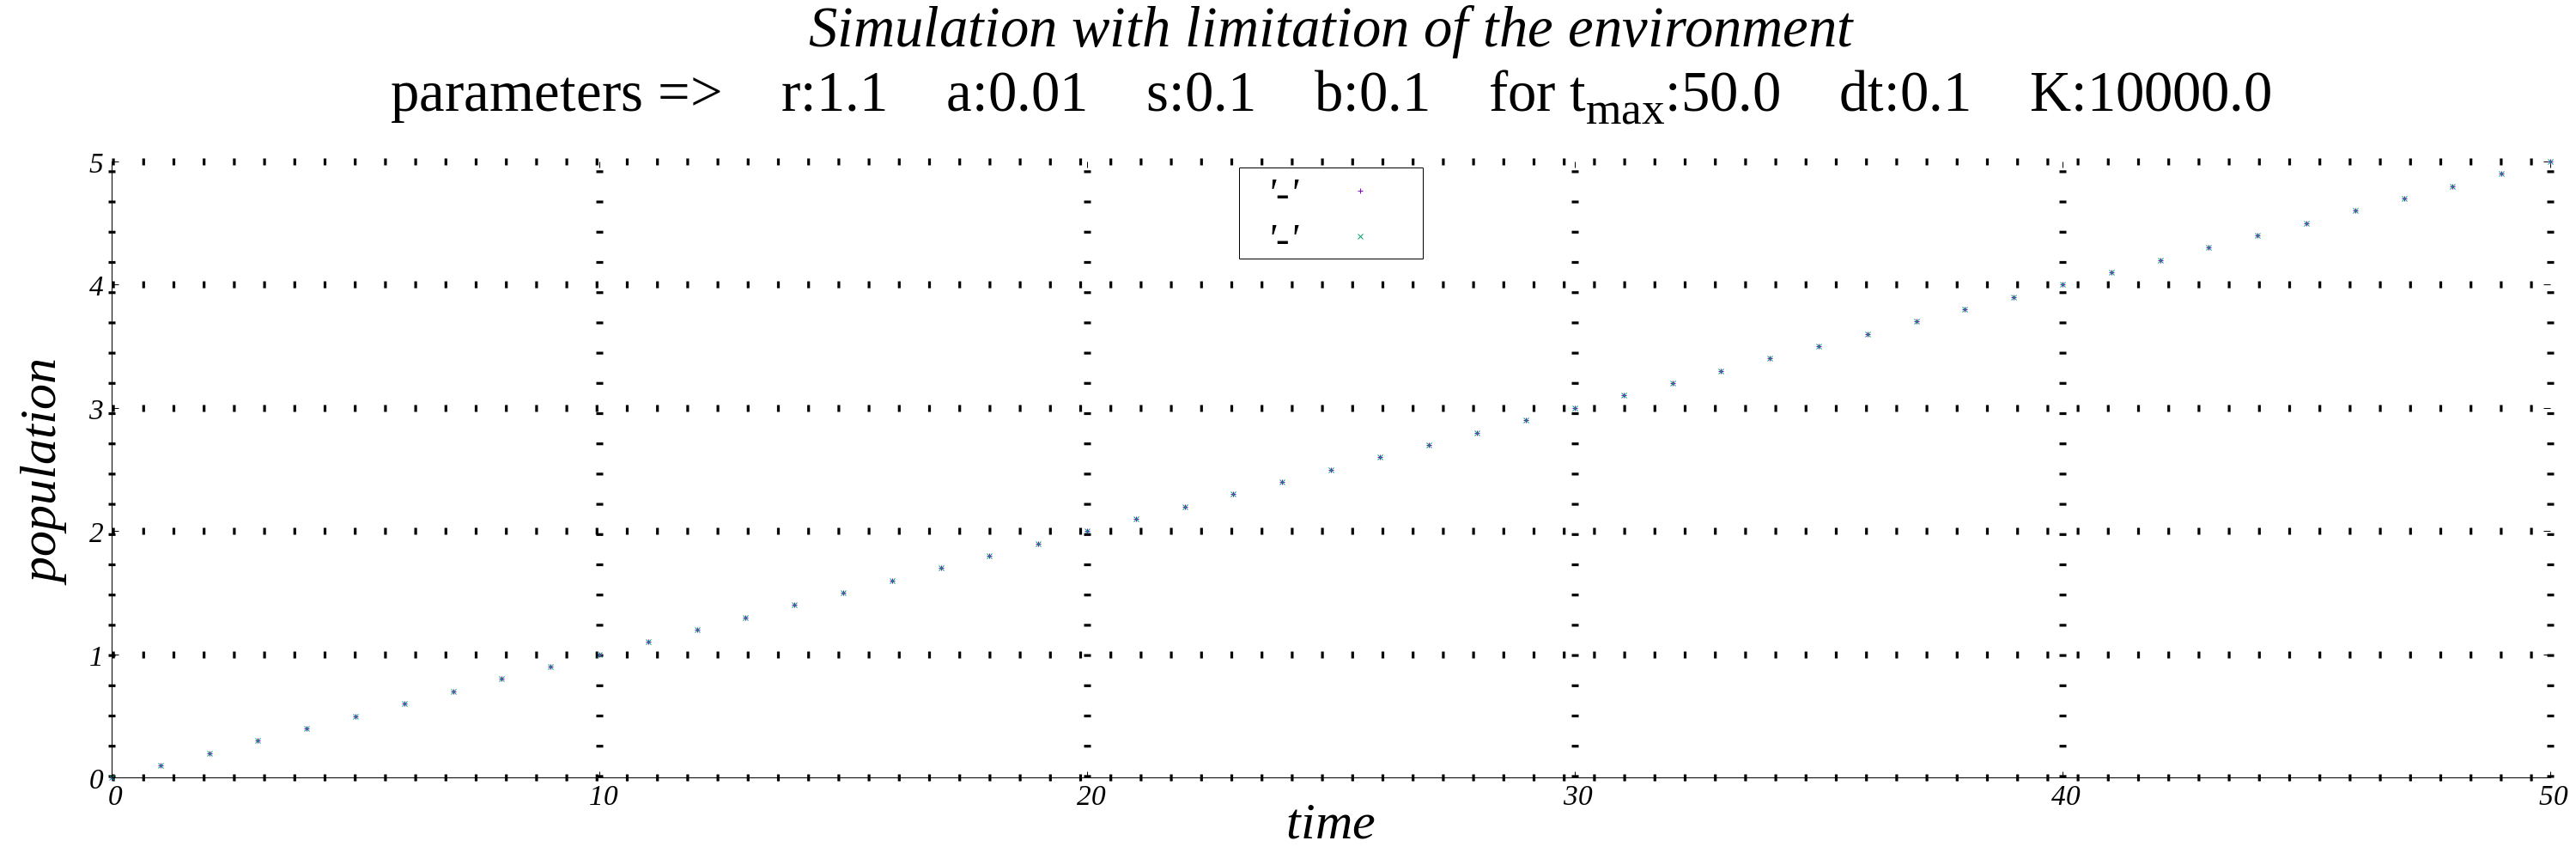 Simulation with limitation of the environment
parameters => r:1.1 a:0.01 s:0.1 b:0.1 for tmax:50.0 dt:0.1 K:10000.0
5
4
3
2
1
0
population
'-'
'-'
0 10 20 30 40 50
time